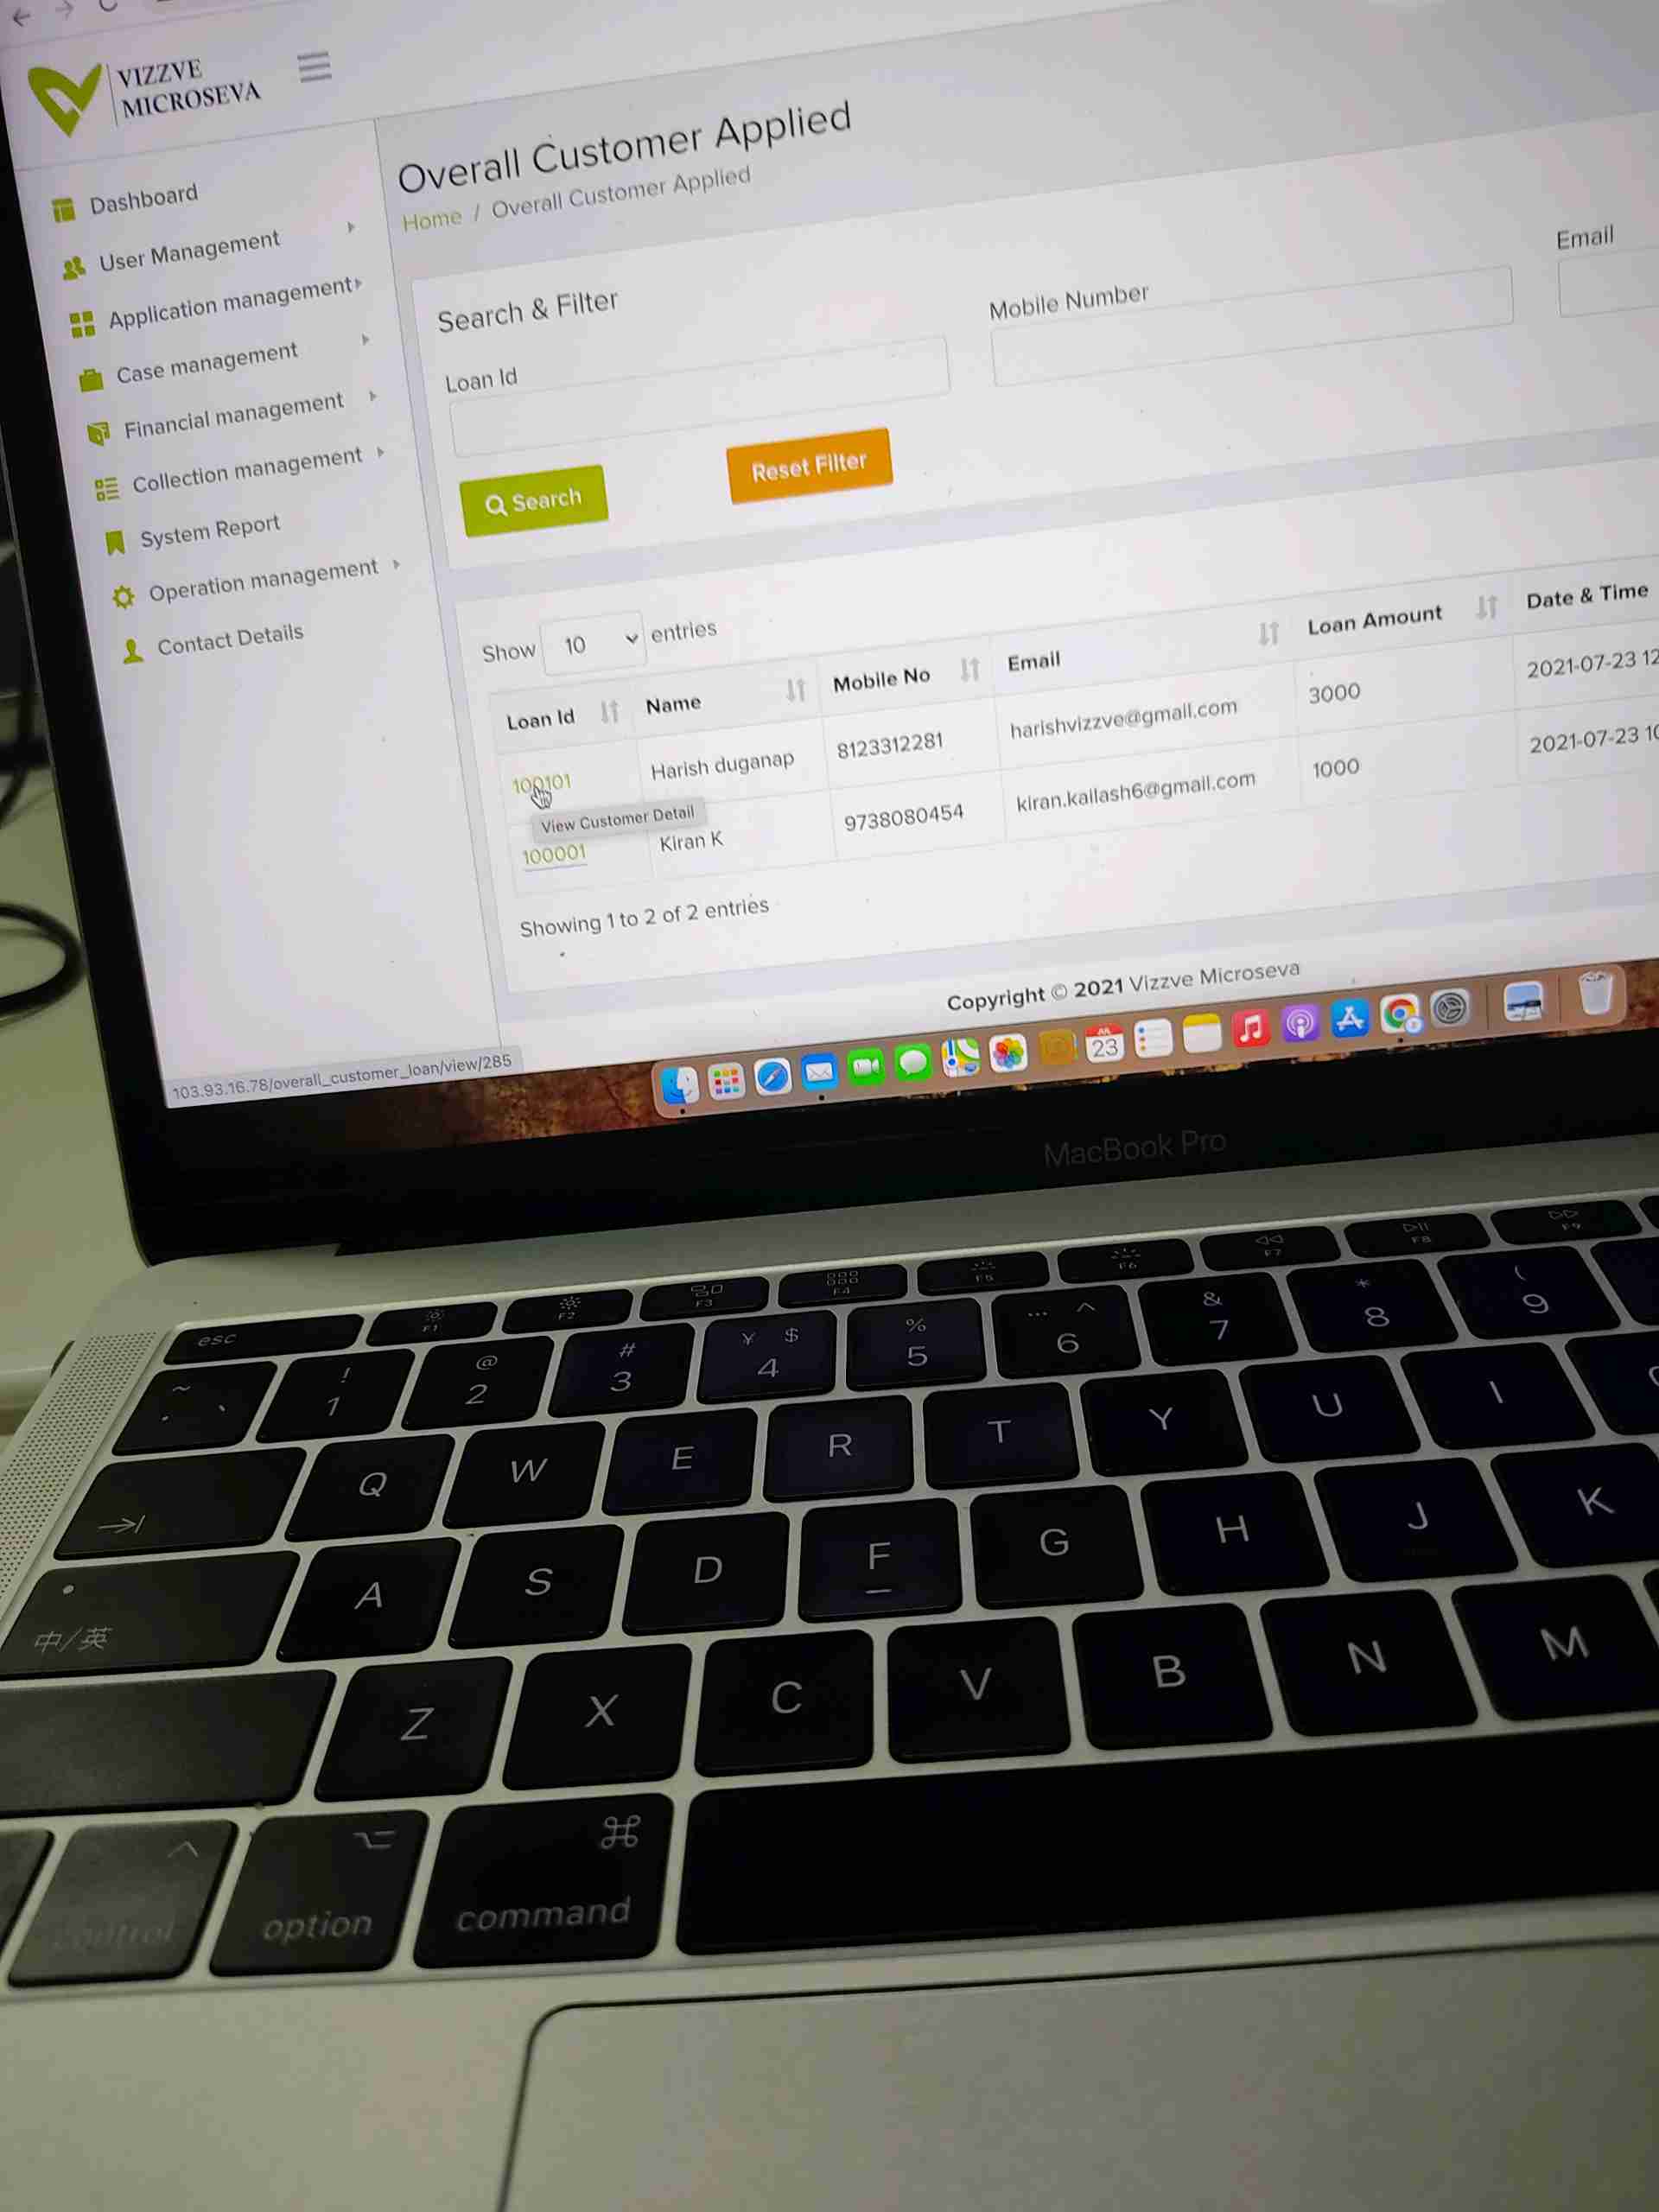 VIZZVE
MICROSEVA
Dashboard
User Management
Application management
Case management
Financial management
Collection management
System Report
Operation management
Contact Details
Overall Customer Applied
Home / Overall Customer Applied
Search & Filter
Loan Id
Mobile Number
Email
Search
Reset Filter
Show 10 entries
Loan Id Name Mobile No Email Loan Amount Date & Time
100101 Harish duganap 8123312281 harishvizzve@gmail.com 3000 2021-07-23 12
View Customer Detail
100001 Kiran K 9738080454 kiran.kailash6@gmail.com 1000 2021-07-23 10
Showing 1 to 2 of 2 entries
Copyright © 2021 Vizzve Microseva
103.93.16.78/overall_customer_loan/view/285
JUL
23
MacBook Pro
esc F1 F2 F3 F4 F5 F6 F7 F8 F9
~ ! @ # ¥ $ % … ^ & * (
· ` 1 2 3 4 5 6 7 8 9
Q W E R T Y U I
A S D F G H J K
中/英
Z X C V B N M
control option command